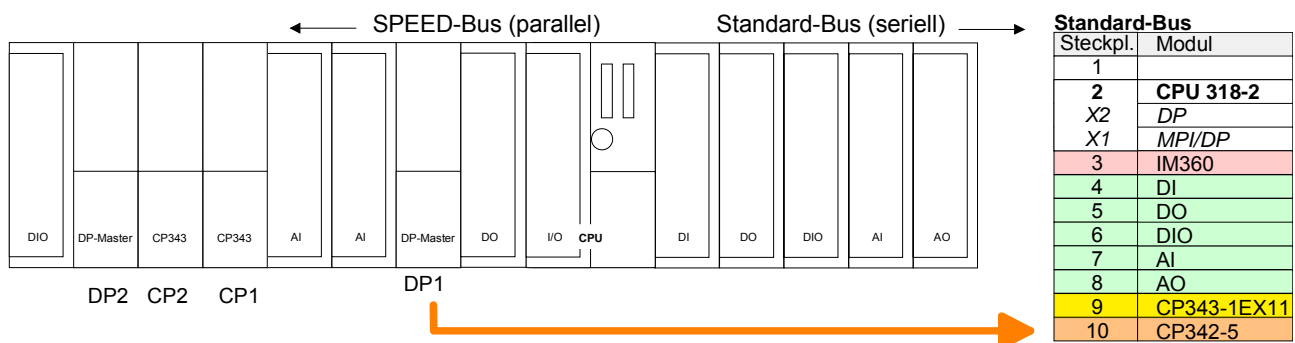 SPEED-Bus (parallel) Standard-Bus (seriell)
DIO DP-Master CP343 CP343 AI AI DP-Master DO I/O CPU DI DO DIO AI AO
DP2 CP2 CP1 DP1
Standard-Bus
Steckpl. Modul
1
2 CPU 318-2
X2 DP
X1 MPI/DP
3 IM360
4 DI
5 DO
6 DIO
7 AI
8 AO
9 CP343-1EX11
10 CP342-5